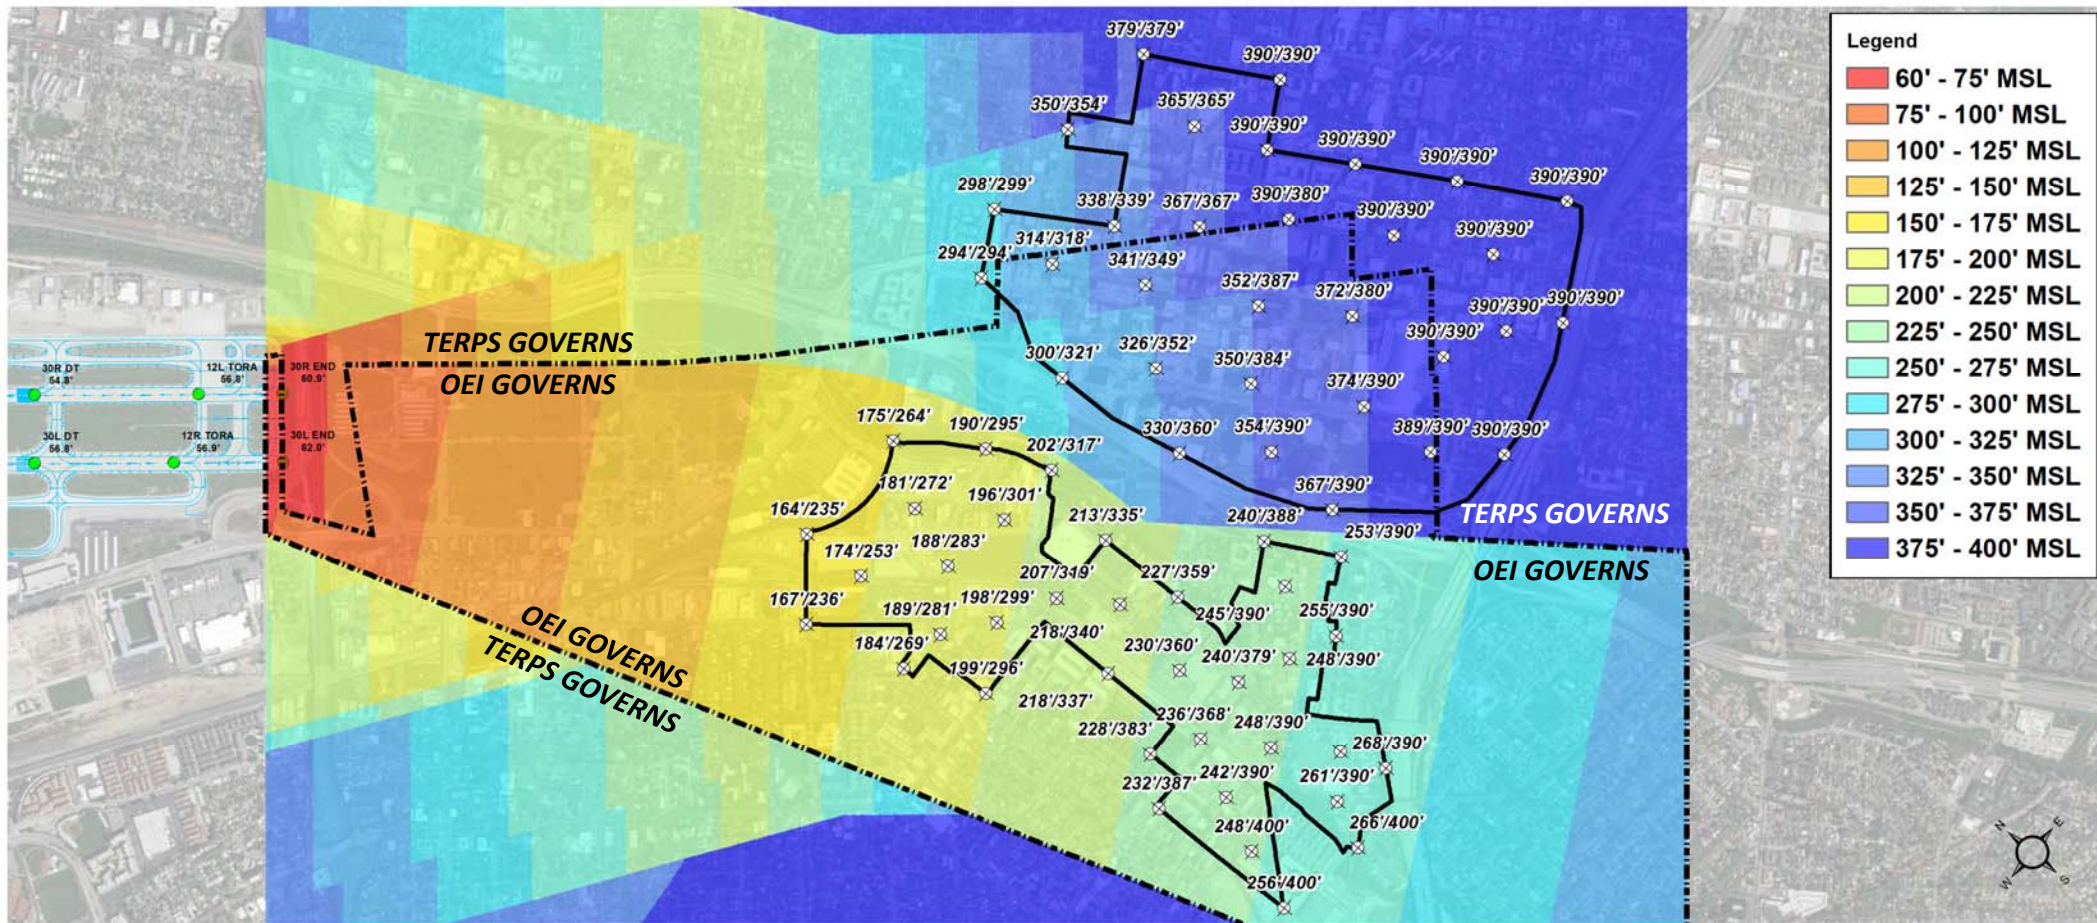 379'/379'
390'/390'
350'/354'
365'/365'
390'/390'
390'/390'
390'/390'
390'/390'
298'/299'
338'/339'
367'/367'
390'/380'
390'/390'
390'/390'
294'/294'
314'/318'
341'/349'
352'/387'
372'/380'
390'/390'
390'/390'
390'/390'
300'/321'
326'/352'
350'/384'
374'/390'
330'/360'
354'/390'
389'/390'
390'/390'
367'/390'
TERPS GOVERNS
OEI GOVERNS
30R DT
54.8'
12L TORA
56.8'
30R END
60.9'
30L DT
56.8'
12R TORA
56.9'
30L END
62.0'
175'/264'
190'/295'
202'/317'
181'/272'
196'/301'
164'/235'
213'/335'
240'/388'
253'/390'
174'/253'
188'/283'
207'/319'
227'/359'
167'/236'
189'/281'
198'/299'
245'/390'
255'/390'
184'/269'
218'/340'
230'/360'
240'/379'
248'/390'
199'/296'
218'/337'
228'/383'
236'/368'
248'/390'
268'/390'
232'/387'
242'/390'
261'/390'
248'/400'
266'/400'
256'/400'
TERPS GOVERNS
OEI GOVERNS
OEI GOVERNS
TERPS GOVERNS
Legend
60' - 75' MSL
75' - 100' MSL
100' - 125' MSL
125' - 150' MSL
150' - 175' MSL
175' - 200' MSL
200' - 225' MSL
225' - 250' MSL
250' - 275' MSL
275' - 300' MSL
300' - 325' MSL
325' - 350' MSL
350' - 375' MSL
375' - 400' MSL
N
E
W
S